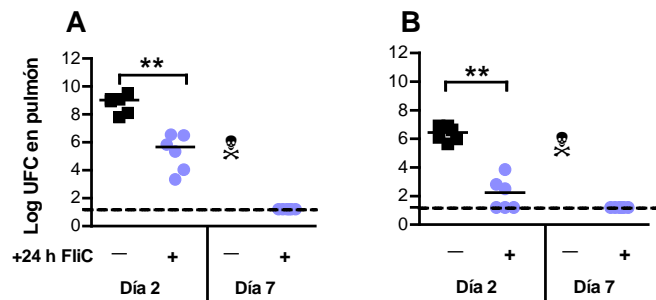 A
B
Log UFC en pulmón
12
10
8
6
4
2
0
**
12
10
8
6
4
2
0
**
+24 h FliC — + — +
— + — +
Día 2 Día 7
Día 2 Día 7